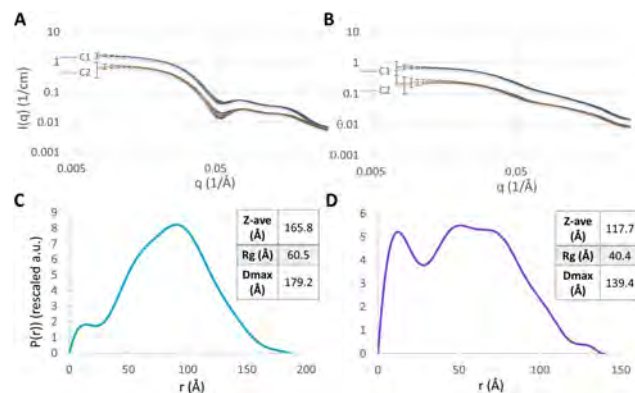 A
10
1
0.1
0.01
0.001
I(q) (1/cm)
C1
C2
0.005
0.05
q (1/Å)
B
10
1
0.1
0.01
0.001
C1
C2
0.005
0.05
q (1/Å)
C
9
8
7
6
5
4
3
2
1
0
P(r)) (rescaled a.u.)
0
50
100
150
200
r (Å)
Z-ave (Å) 165.8
Rg (Å) 60.5
Dmax (Å) 179.2
D
6
5
4
3
2
1
0
0
50
100
150
r (Å)
Z-ave (Å) 117.7
Rg (Å) 40.4
Dmax (Å) 139.4